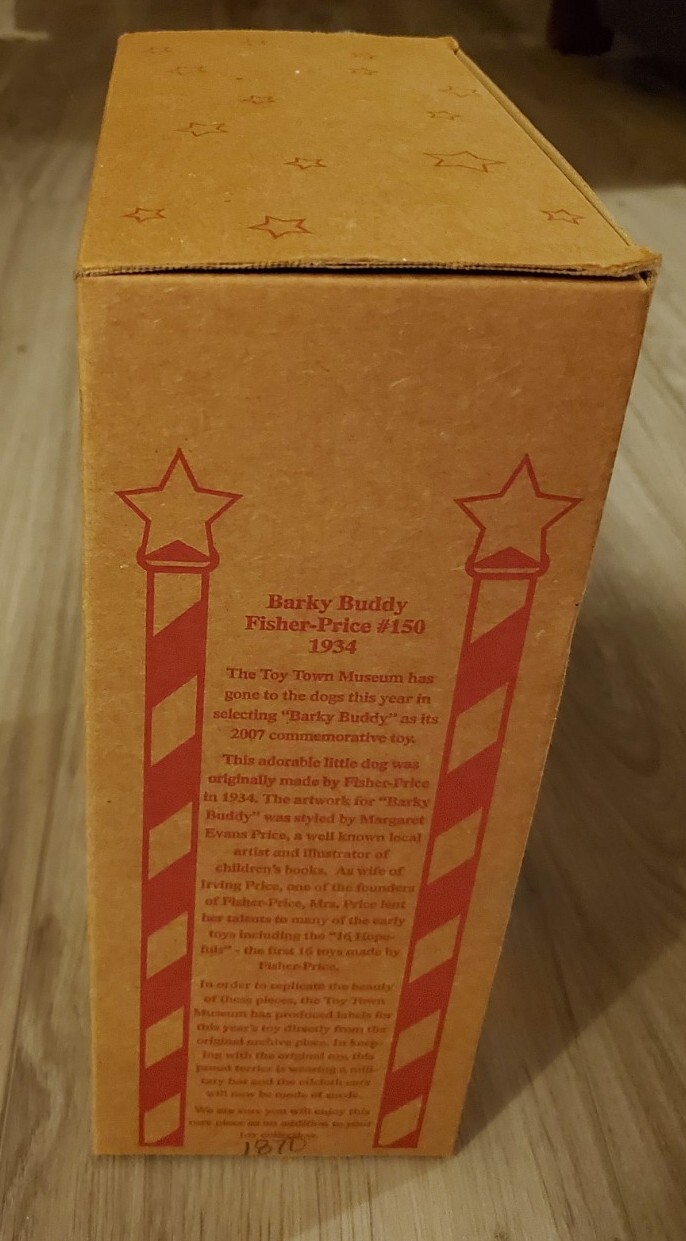 Barky Buddy
Fisher-Price #150
1934
The Toy Town Museum has
gone to the dogs this year in
selecting "Barky Buddy" as its
2007 commemorative toy.
This adorable little dog was
originally made by Fisher-Price
in 1934. The artwork for "Barky
Buddy" was styled by Margaret
Evans Price, a well known local
artist and illustrator of
children's books. As wife of
Irving Price, one of the founders
of Fisher-Price, Mrs. Price lent
her talents to many of the early
toys including the "16 Hope-
fuls" - the first 16 toys made by
Fisher-Price.
In order to replicate the beauty
of these pieces, the Toy Town
Museum has produced labels for
this year's toy directly from the
original archive piece. In keep-
ing with the original toy, this
proud terrier is wearing a mili-
tary hat and the oilcloth ears
will now be made of suede.
We are sure you will enjoy this
rare piece as an addition to your
toy collection.
1870